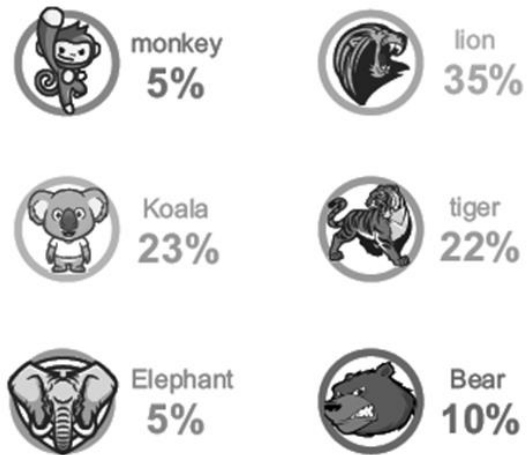 monkey
5%
lion
35%
Koala
23%
tiger
22%
Elephant
5%
Bear
10%